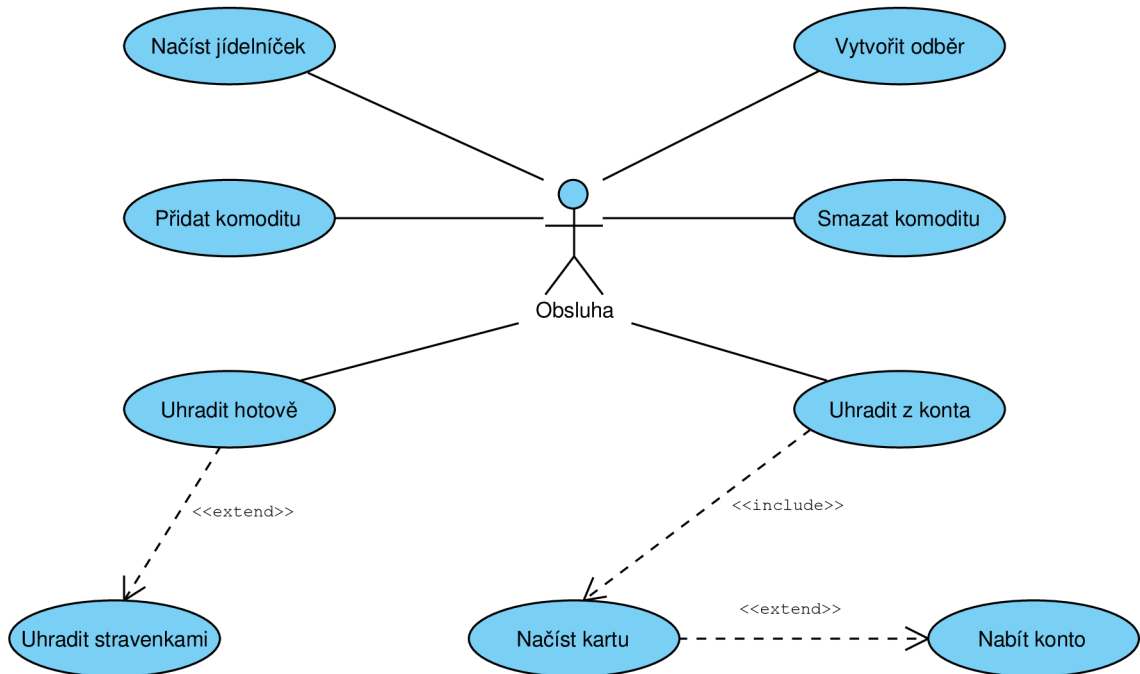 Načíst jídelníček
Vytvořit odběr
Přidat komoditu
Smazat komoditu
Obsluha
Uhradit hotově
Uhradit z konta
<<extend>>
<<include>>
Uhradit stravenkami
Načíst kartu
<<extend>>
Nabít konto